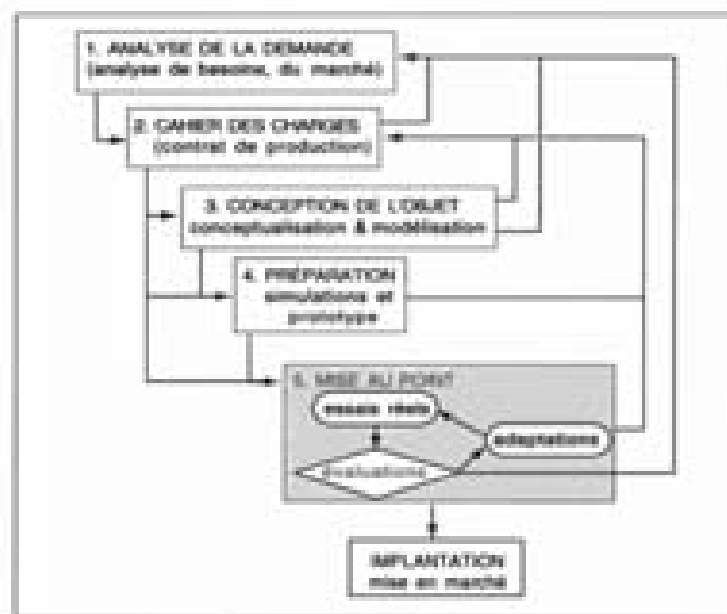 1. ANALYSE DE LA DEMANDE
(analyse de besoins, du marché)
2. CAHIER DES CHARGES
(contrat de production)
3. CONCEPTION DE L'OBJET
conceptualisation & modélisation
4. PRÉPARATION
simulations et
prototype
5. MISE AU POINT
essais réels
adaptations
évaluations
IMPLANTATION
mise en marché